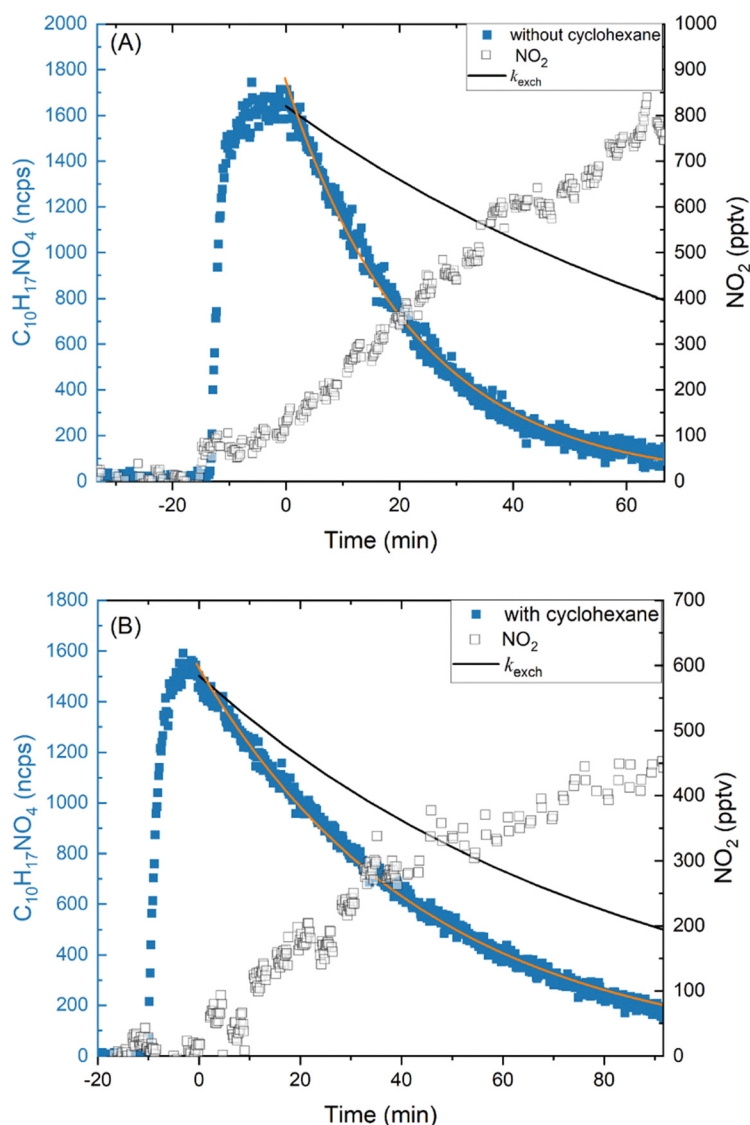 (A)
without cyclohexane
NO2
kexch
2000
1800
1600
1400
1200
1000
800
600
400
200
0
C10H17NO4 (ncps)
1000
900
800
700
600
500
400
300
200
100
0
NO2 (pptv)
-20 0 20 40 60
Time (min)
(B)
with cyclohexane
NO2
kexch
1800
1600
1400
1200
1000
800
600
400
200
0
C10H17NO4 (ncps)
700
600
500
400
300
200
100
0
NO2 (pptv)
-20 0 20 40 60 80
Time (min)